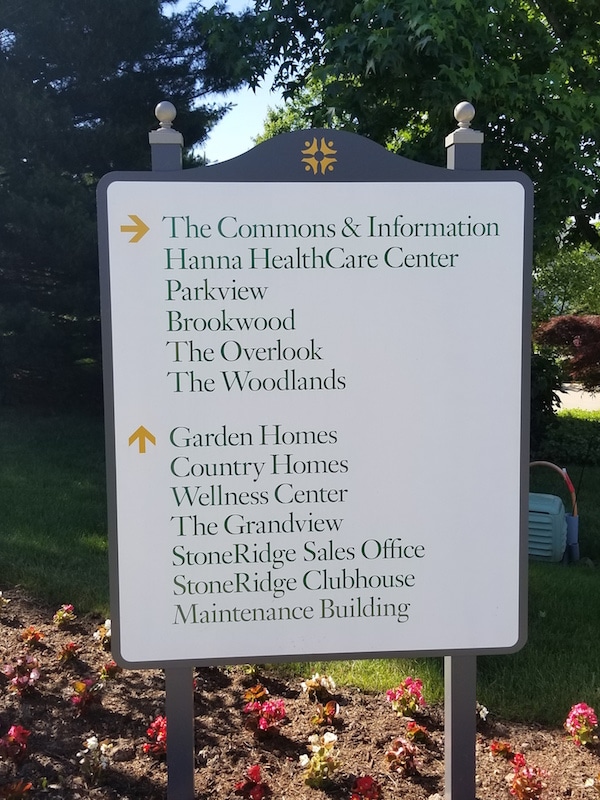 The Commons & Information
Hanna HealthCare Center
Parkview
Brookwood
The Overlook
The Woodlands
Garden Homes
Country Homes
Wellness Center
The Grandview
StoneRidge Sales Office
StoneRidge Clubhouse
Maintenance Building